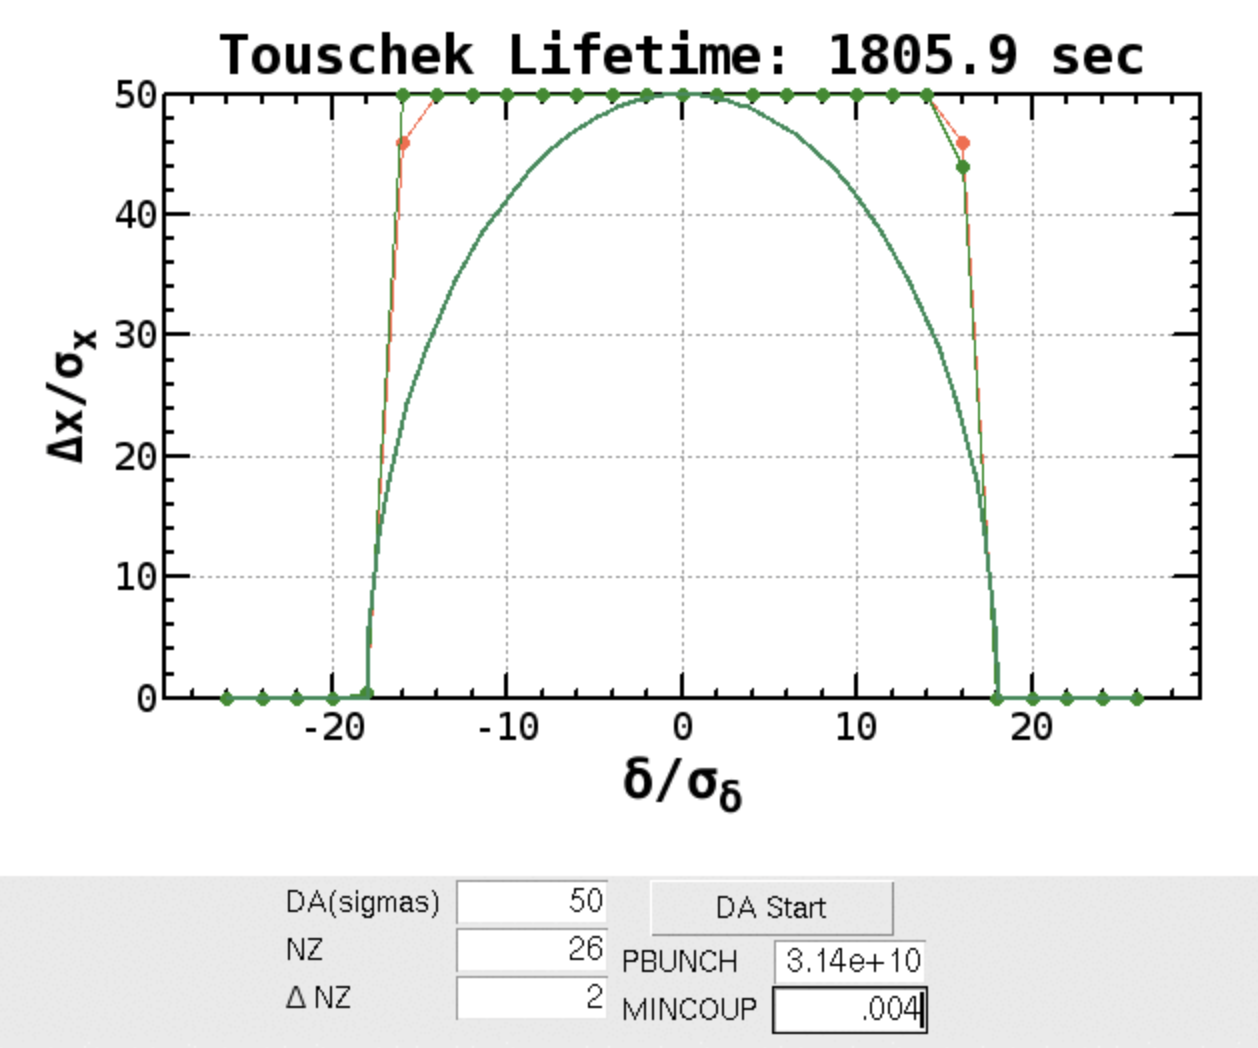 Touschek Lifetime: 1805.9 sec
50
40
30
20
10
0
Δx/σx
-20 -10 0 10 20
δ/σδ
DA(sigmas) 50 DA Start
NZ 26 PBUNCH 3.14e+10
Δ NZ 2 MINCOUP .004